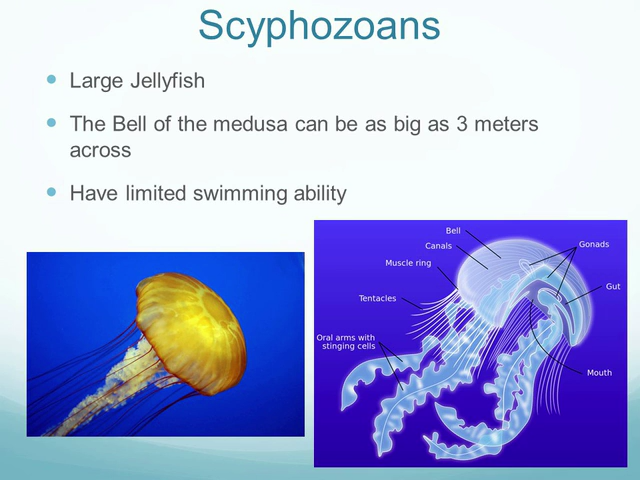 Scyphozoans
Large Jellyfish
The Bell of the medusa can be as big as 3 meters
across
Have limited swimming ability
Bell
Canals
Gonads
Muscle ring
Gut
Tentacles
Oral arms with
stinging cells
Mouth